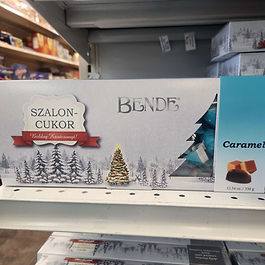 SZALON-
CUKOR
Boldog Karácsonyt!
BENDE
Caramel